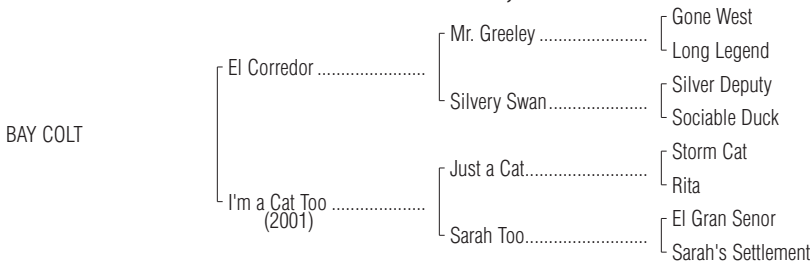 Gone West
Mr. Greeley .......................
Long Legend
El Corredor .......................
Silver Deputy
Silvery Swan.....................
Sociable Duck
BAY COLT
Storm Cat
Just a Cat..........................
Rita
I'm a Cat Too ....................
(2001)
El Gran Senor
Sarah Too..........................
Sarah's Settlement